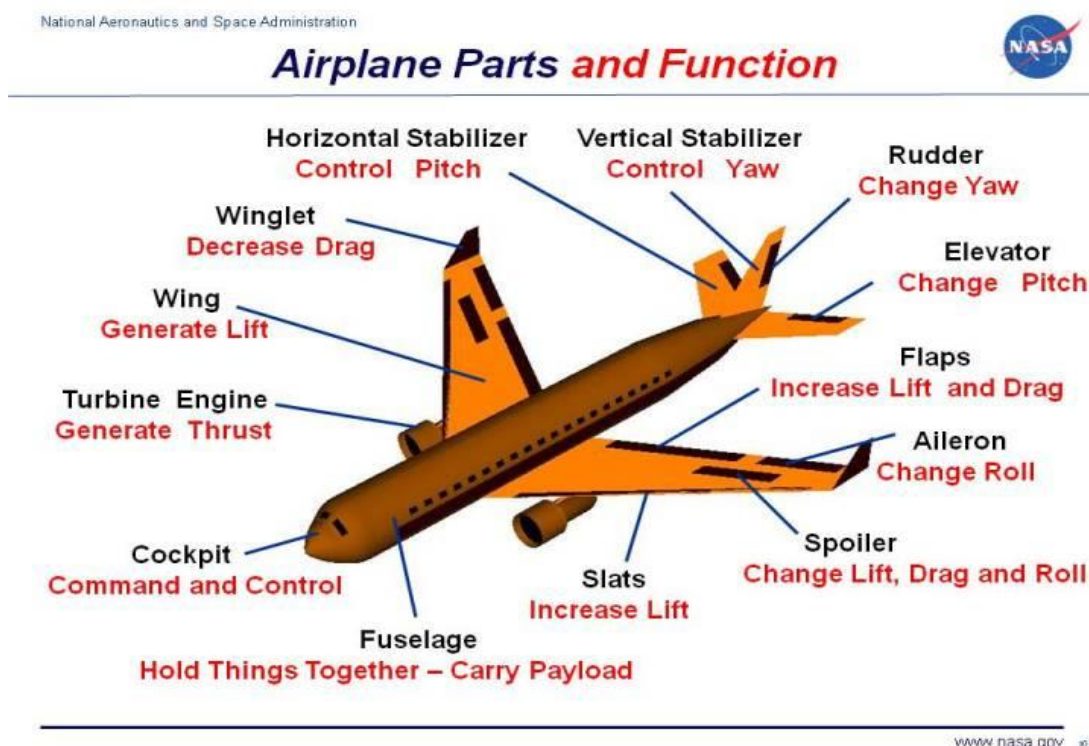 National Aeronautics and Space Administration
NASA
Airplane Parts and Function
Horizontal Stabilizer
Control Pitch
Vertical Stabilizer
Control Yaw
Rudder
Change Yaw
Winglet
Decrease Drag
Elevator
Change Pitch
Wing
Generate Lift
Flaps
Increase Lift and Drag
Turbine Engine
Generate Thrust
Aileron
Change Roll
Spoiler
Change Lift, Drag and Roll
Cockpit
Command and Control
Slats
Increase Lift
Fuselage
Hold Things Together – Carry Payload
www.nasa.gov